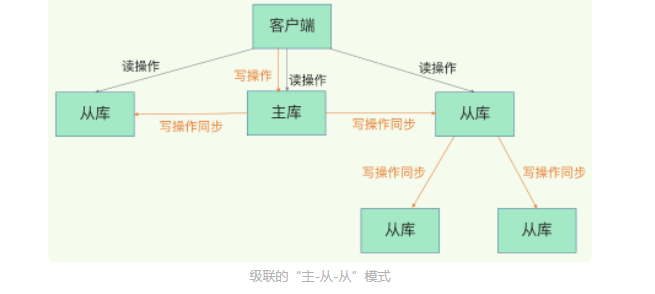 客户端
读操作
写操作
读操作
读操作
从库
主库
从库
写操作同步
写操作同步
写操作同步
写操作同步
从库
从库
级联的“主-从-从”模式